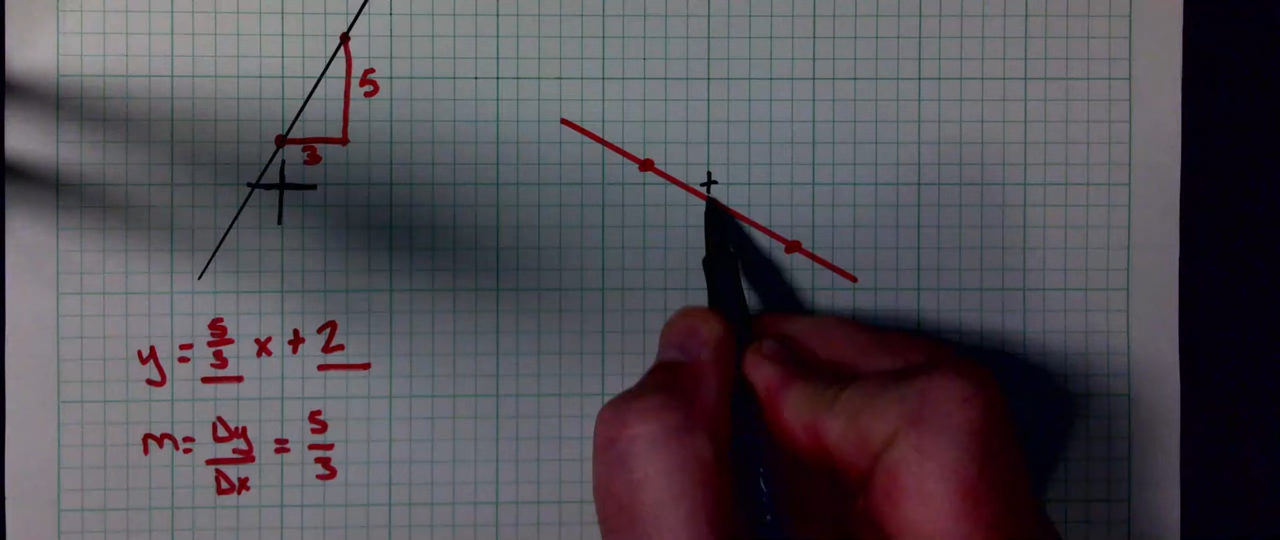 5
3
y = 5/3 x + 2
m = Δy/Δx = 5/3